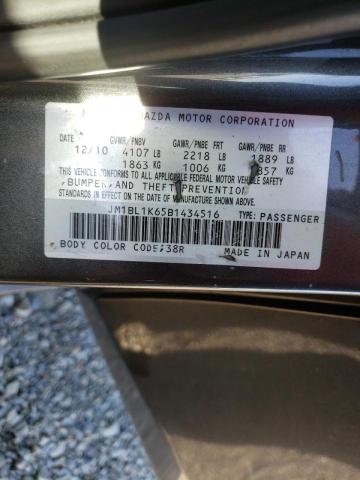 MAZDA MOTOR CORPORATION
DATE GVWR/PNBV GAWR/PNBE FRT GAWR/PNBE RR
12/10 4107 LB 2218 LB 1889 LB
1863 KG 1006 KG 857 KG
THIS VEHICLE CONFORMS TO ALL APPLICABLE FEDERAL MOTOR VEHICLE SAFETY
BUMPER, AND THEFT PREVENTION
STANDARDS IN EFFECT ON THE DATE OF MANUFACTURE SHOWN ABOVE.
JM1BL1K65B1434516 TYPE: PASSENGER
BODY COLOR CODE:38R MADE IN JAPAN